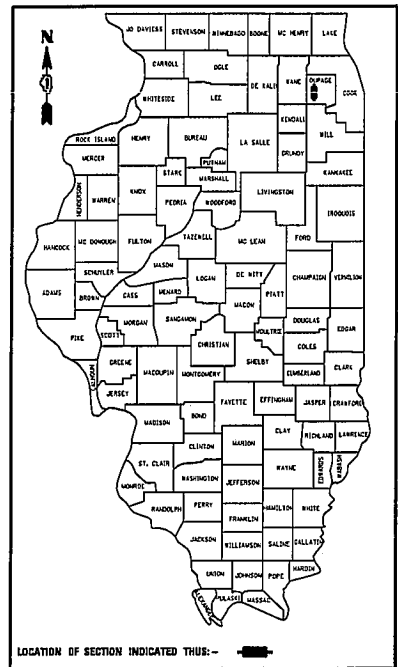 JO DAVIESS STEVENSON WINNEBAGO BOONE MC HENRY LAKE
N
CARROLL OGLE
DE KALB KANE DUPAGE COOK
WHITESIDE LEE
KENDALL WILL
ROCK ISLAND HENRY BUREAU LA SALLE GRUNDY
MERCER PUTNAM
STARK MARSHALL KANKAKEE
HENDERSON WARREN KNOX PEORIA WOODFORD LIVINGSTON IROQUOIS
HANCOCK MC DONOUGH FULTON TAZEWELL MC LEAN FORD
MASON
SCHUYLER LOGAN DE WITT CHAMPAIGN VERMILION
ADAMS BROWN CASS MENARD MACON PIATT
MORGAN SANGAMON DOUGLAS
PIKE SCOTT CHRISTIAN MOULTRIE COLES EDGAR
GREENE MACOUPIN SHELBY
CALHOUN MONTGOMERY CUMBERLAND CLARK
JERSEY FAYETTE EFFINGHAM JASPER CRAWFORD
MADISON BOND
CLAY RICHLAND LAWRENCE
CLINTON MARION
ST. CLAIR WAYNE EDWARDS WABASH
WASHINGTON JEFFERSON
MONROE
RANDOLPH PERRY HAMILTON WHITE
FRANKLIN
JACKSON WILLIAMSON SALINE GALLATIN
UNION JOHNSON POPE HARDIN
ALEXANDER PULASKI MASSAC
LOCATION OF SECTION INDICATED THUS:-